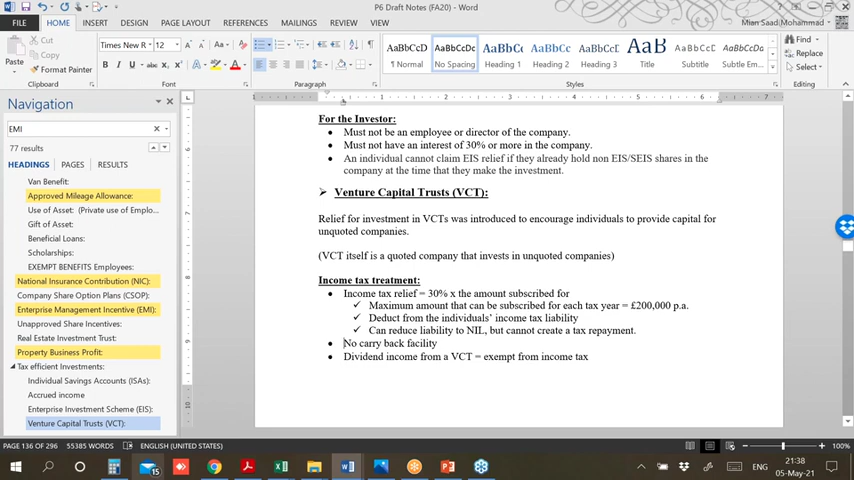 P6 Draft Notes (FA20) - Word
Mian Saad Mohammad
FILE HOME INSERT DESIGN PAGE LAYOUT REFERENCES MAILINGS REVIEW VIEW
Cut
Copy
Format Painter
Paste
Clipboard
Times New R 12
Font
Paragraph
AaBbCcD AaBbCcDc AaBbCc AaBbCc AaBbCcD AaB AaBbCcD AaBbCcDc
¶ Normal No Spacing Heading 1 Heading 2 Heading 3 Title Subtitle Subtle Em...
Styles
Find
Replace
Select
Editing
Navigation
EMI
77 results
HEADINGS PAGES RESULTS
Van Benefit:
Approved Mileage Allowance:
Use of Asset: (Private use of Emplo...
Gift of Asset:
Beneficial Loans:
Scholarships:
EXEMPT BENEFITS Employees:
National Insurance Contribution (NIC):
Company Share Option Plans (CSOP):
Enterprise Management Incentive (EMI):
Unapproved Share Incentives:
Real Estate Investment Trust:
Property Business Profit:
Tax efficient Investments:
Individual Savings Accounts (ISAs):
Accrued income
Enterprise Investment Scheme (EIS):
Venture Capital Trusts (VCT):
For the Investor:
• Must not be an employee or director of the company.
• Must not have an interest of 30% or more in the company.
• An individual cannot claim EIS relief if they already hold non EIS/SEIS shares in the
company at the time that they make the investment.
➢ Venture Capital Trusts (VCT):
Relief for investment in VCTs was introduced to encourage individuals to provide capital for
unquoted companies.
(VCT itself is a quoted company that invests in unquoted companies)
Income tax treatment:
• Income tax relief = 30% x the amount subscribed for
✓ Maximum amount that can be subscribed for each tax year = £200,000 p.a.
✓ Deduct from the individuals' income tax liability
✓ Can reduce liability to NIL, but cannot create a tax repayment.
• No carry back facility
• Dividend income from a VCT = exempt from income tax
PAGE 136 OF 296 55385 WORDS ENGLISH (UNITED STATES) 100%
15
ENG
21:38
05-May-21